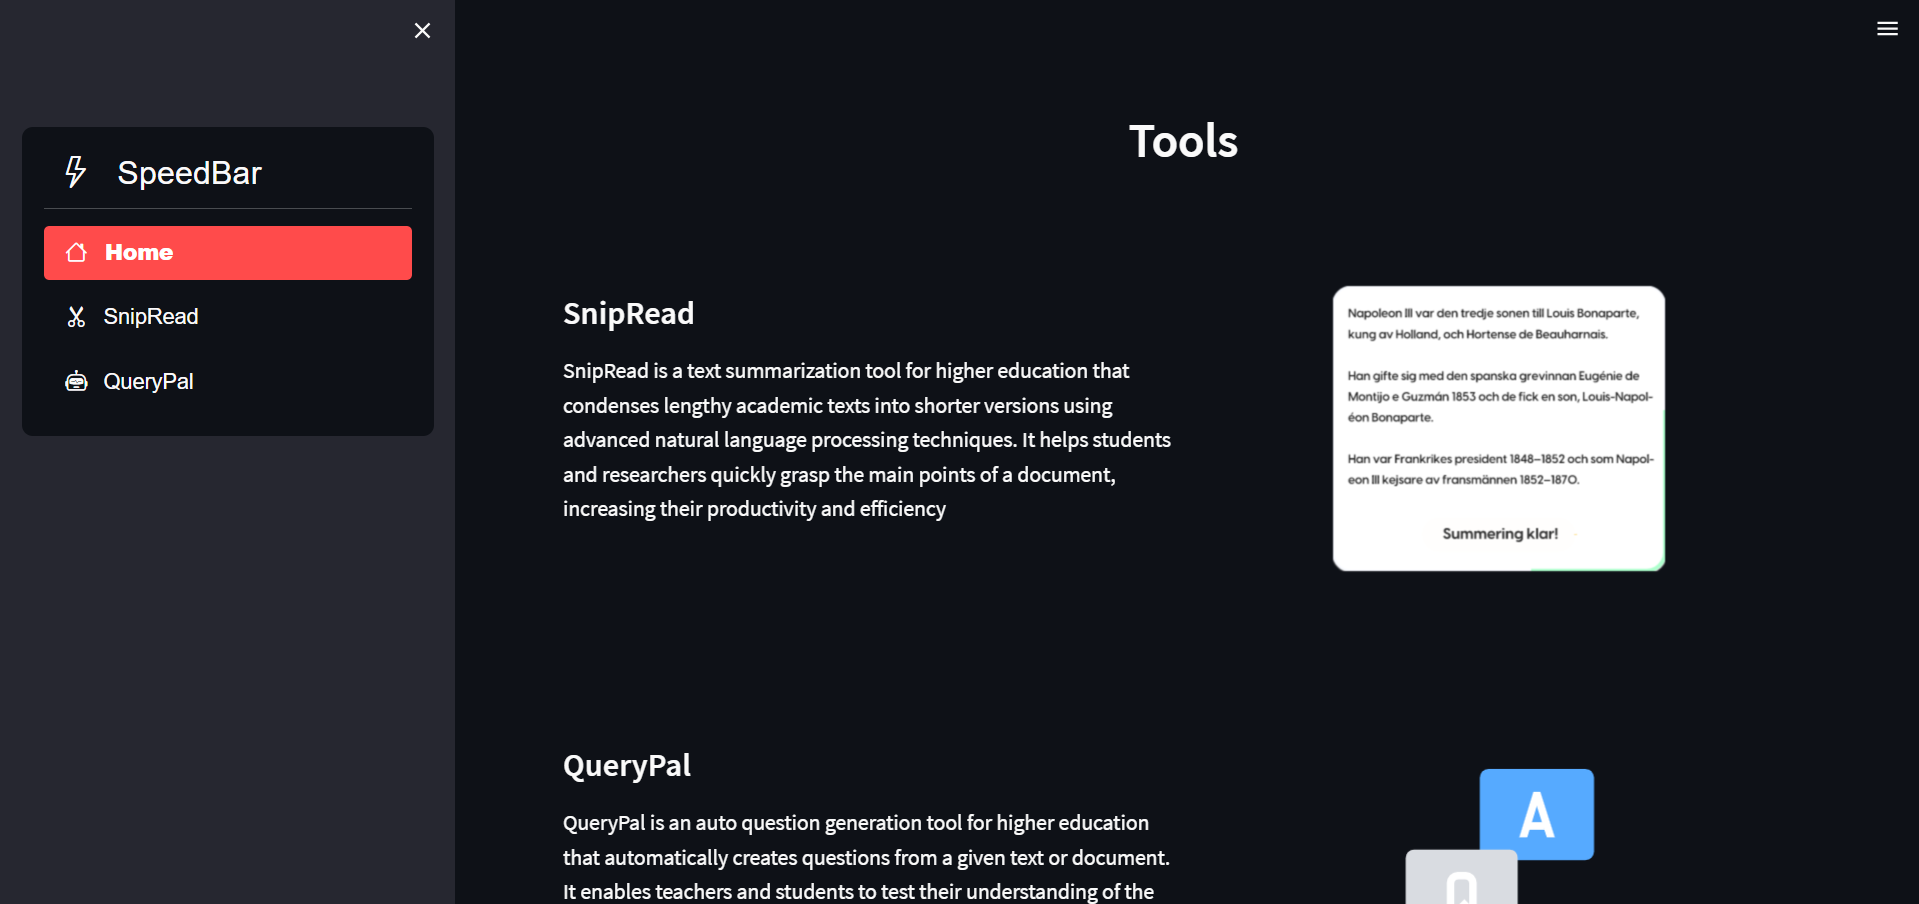 SpeedBar
Home
SnipRead
QueryPal
Tools
SnipRead
SnipRead is a text summarization tool for higher education that
condenses lengthy academic texts into shorter versions using
advanced natural language processing techniques. It helps students
and researchers quickly grasp the main points of a document,
increasing their productivity and efficiency
Napoleon III var den tredje sonen till Louis Bonaparte,
kung av Holland, och Hortense de Beauharnais.
Han gifte sig med den spanska grevinnan Eugénie de
Montijo e Guzmán 1853 och de fick en son, Louis-Napol-
éon Bonaparte.
Han var Frankrikes president 1848–1852 och som Napol-
eon III kejsare av fransmännen 1852–1870.
Summering klar!
QueryPal
QueryPal is an auto question generation tool for higher education
that automatically creates questions from a given text or document.
It enables teachers and students to test their understanding of the
A
Q